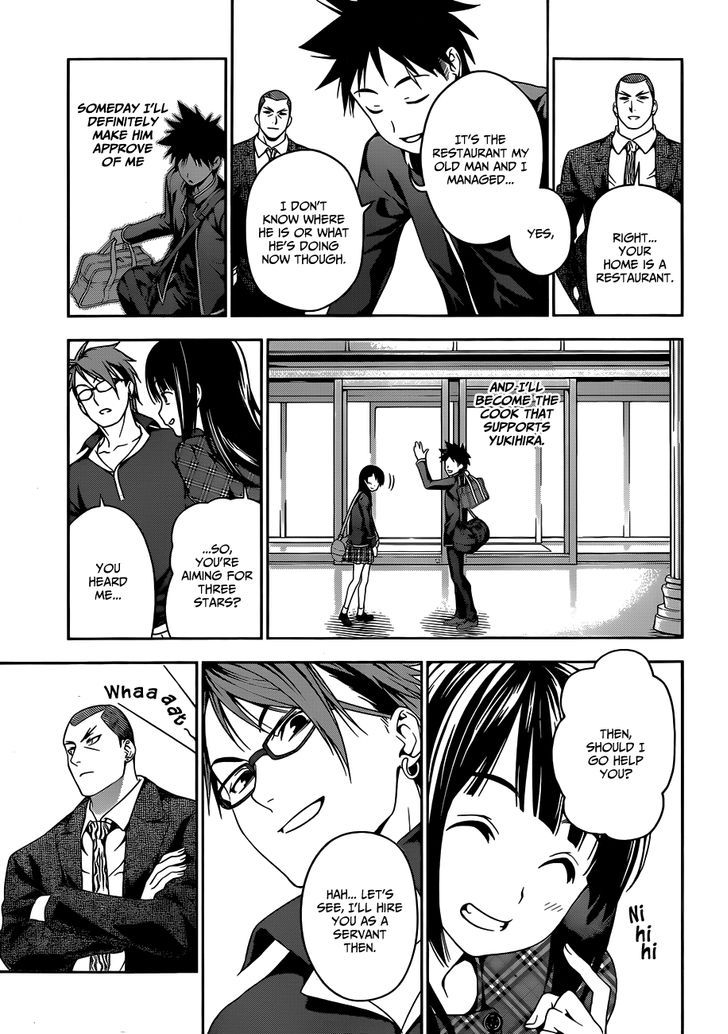 RIGHT...
YOUR
HOME IS A
RESTAURANT.
YES,
IT'S THE
RESTAURANT MY
OLD MAN AND I
MANAGED...
I DON'T
KNOW WHERE
HE IS OR WHAT
HE'S DOING
NOW THOUGH.
SOMEDAY I'LL
DEFINITELY
MAKE HIM
APPROVE
OF ME
AND I'LL
BECOME THE
COOK THAT
SUPPORTS
YUKIHIRA.
...SO,
YOU'RE
AIMING FOR
THREE
STARS?
YOU
HEARD
ME...
THEN,
SHOULD I
GO HELP
YOU?
Ni
hi
hi
HAH... LET'S
SEE, I'LL HIRE
YOU AS A
SERVANT
THEN.
Whaaaat~